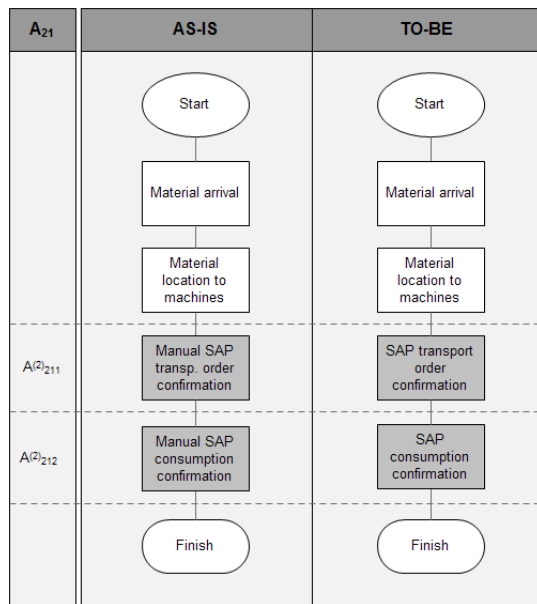 A21 AS-IS TO-BE
Start Start
Material arrival Material arrival
Material Material
location to location to
machines machines
A(2)211
Manual SAP SAP transport
transp. order order
confirmation confirmation
A(2)212
Manual SAP SAP
consumption consumption
confirmation confirmation
Finish Finish